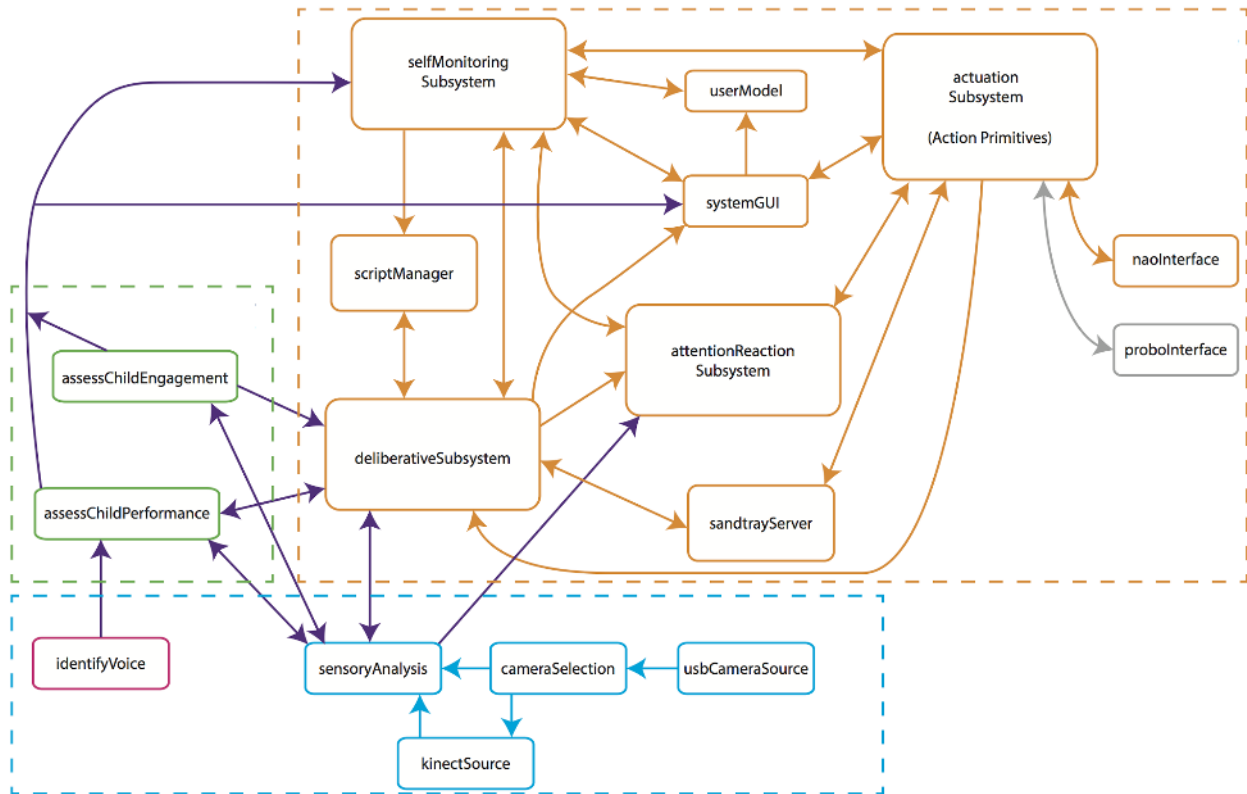 selfMonitoring
Subsystem
actuation
Subsystem
(Action Primitives)
userModel
systemGUI
scriptManager
naoInterface
attentionReaction
Subsystem
proboInterface
assessChildEngagement
deliberativeSubsystem
assessChildPerformance
sandtrayServer
identifyVoice
sensoryAnalysis
cameraSelection
usbCameraSource
kinectSource